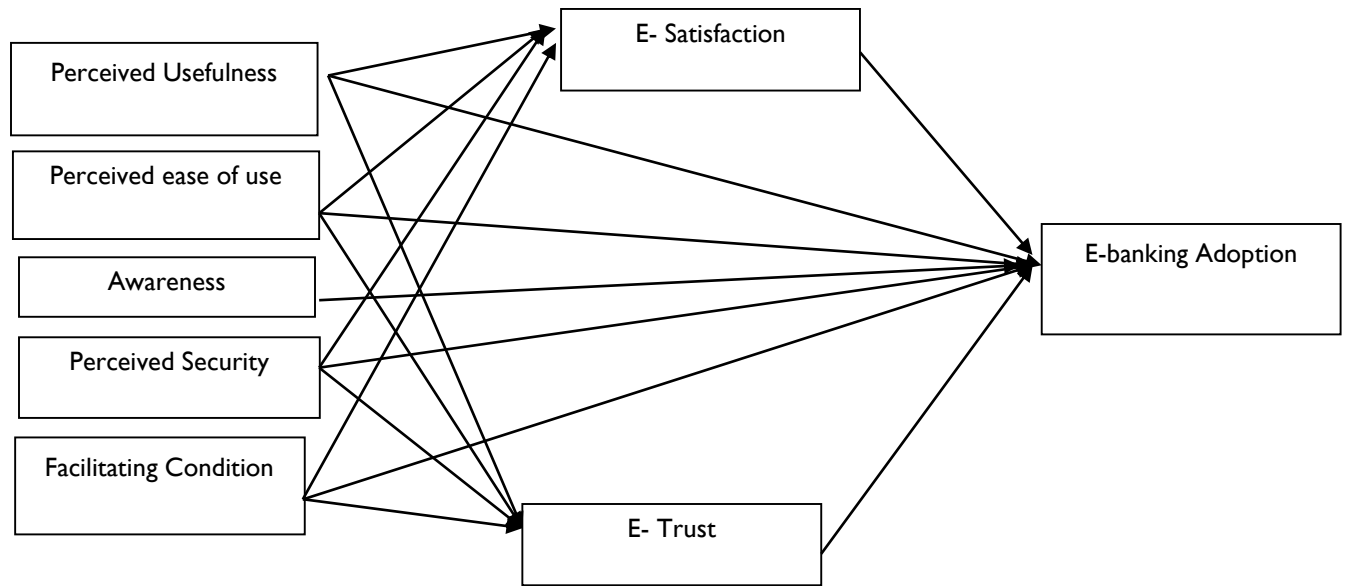 E- Satisfaction
Perceived Usefulness
Perceived ease of use
Awareness
Perceived Security
Facilitating Condition
E-banking Adoption
E- Trust